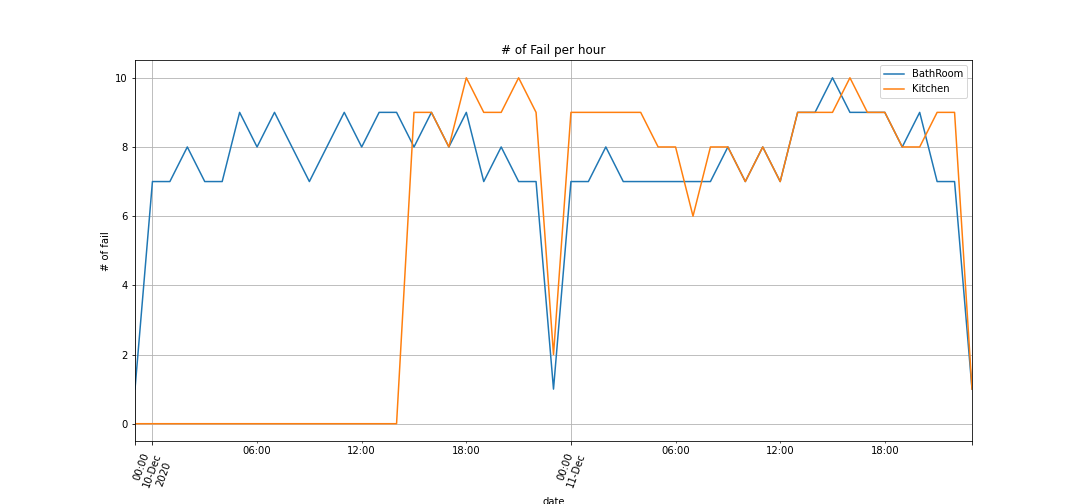 # of Fail per hour
BathRoom
Kitchen
# of fail
10
8
6
4
2
0
00:00
10-Dec
2020
06:00
12:00
18:00
00:00
11-Dec
06:00
12:00
18:00
date